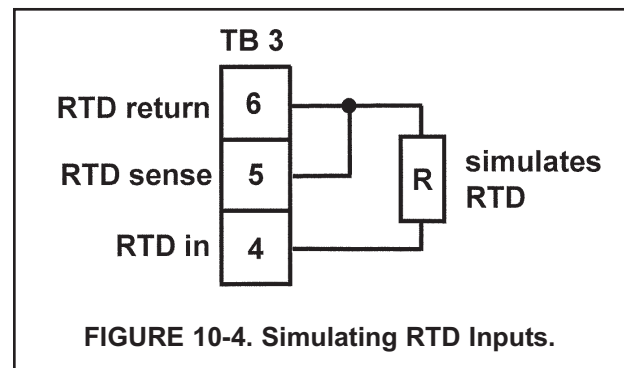 TB 3
RTD return 6
RTD sense 5
RTD in 4
R
simulates
RTD
FIGURE 10-4. Simulating RTD Inputs.